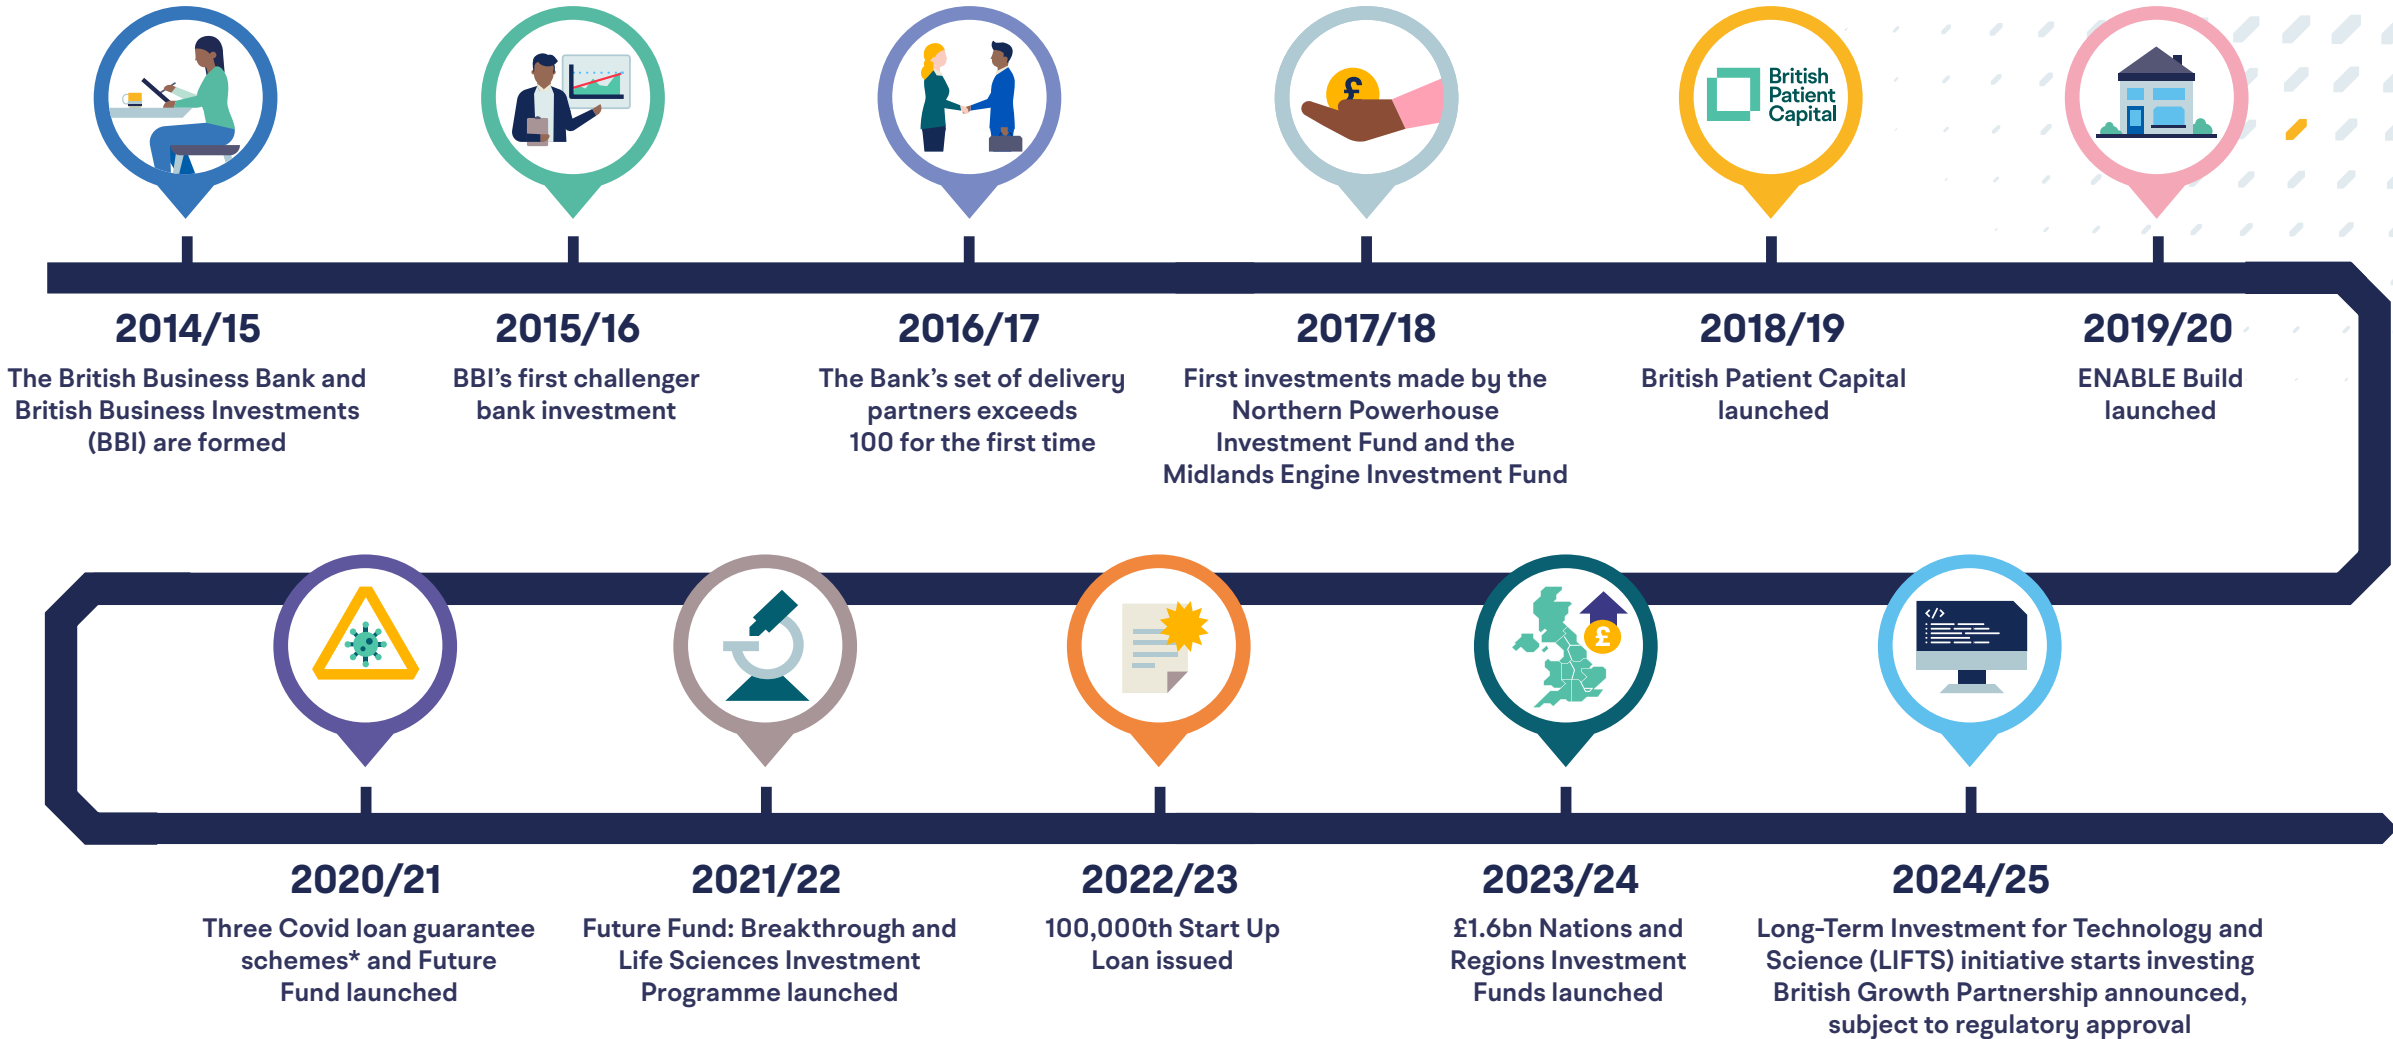 British
Patient
Capital
2014/15
The British Business Bank and
British Business Investments
(BBI) are formed
2015/16
BBI’s first challenger
bank investment
2016/17
The Bank’s set of delivery
partners exceeds
100 for the first time
2017/18
First investments made by the
Northern Powerhouse
Investment Fund and the
Midlands Engine Investment Fund
2018/19
British Patient Capital
launched
2019/20
ENABLE Build
launched
£
£
</>
2020/21
Three Covid loan guarantee
schemes* and Future
Fund launched
2021/22
Future Fund: Breakthrough and
Life Sciences Investment
Programme launched
2022/23
100,000th Start Up
Loan issued
2023/24
£1.6bn Nations and
Regions Investment
Funds launched
2024/25
Long-Term Investment for Technology and
Science (LIFTS) initiative starts investing
British Growth Partnership announced,
subject to regulatory approval